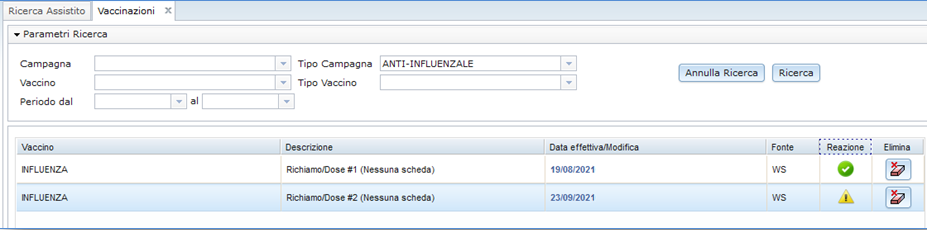 Ricerca Assistito Vaccinazioni
Parametri Ricerca
Campagna Tipo Campagna ANTI-INFLUENZALE
Annulla Ricerca Ricerca
Vaccino Tipo Vaccino
Periodo dal al
Vaccino Descrizione Data effettiva/Modifica Fonte Reazione Elimina
INFLUENZA Richiamo/Dose #1 (Nessuna scheda) 19/08/2021 WS
INFLUENZA Richiamo/Dose #2 (Nessuna scheda) 23/09/2021 WS